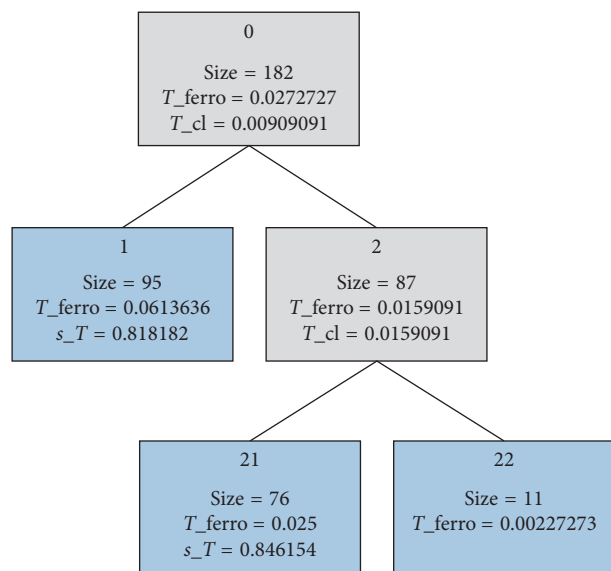 0
Size = 182
T_ferro = 0.0272727
T_cl = 0.00909091
1
Size = 95
T_ferro = 0.0613636
s_T = 0.818182
2
Size = 87
T_ferro = 0.0159091
T_cl = 0.0159091
21
Size = 76
T_ferro = 0.025
s_T = 0.846154
22
Size = 11
T_ferro = 0.00227273